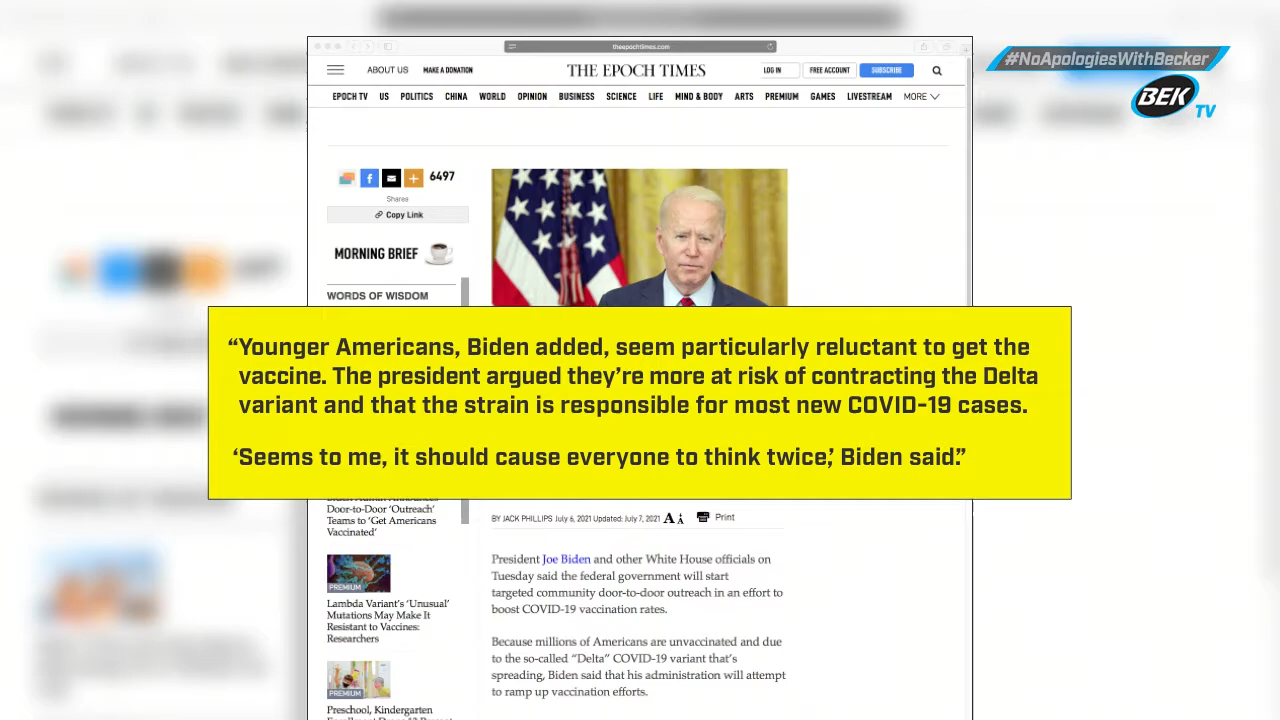 theepochtimes.com
#NoApologiesWithBecker
BEK
TV
ABOUT US
MAKE A DONATION
THE EPOCH TIMES
LOG IN
FREE ACCOUNT
SUBSCRIBE
EPOCH TV
US
POLITICS
CHINA
WORLD
OPINION
BUSINESS
SCIENCE
LIFE
MIND & BODY
ARTS
PREMIUM
GAMES
LIVESTREAM
MORE
6497
Shares
Copy Link
MORNING BRIEF
WORDS OF WISDOM
“Younger Americans, Biden added, seem particularly reluctant to get the
vaccine. The president argued they’re more at risk of contracting the Delta
variant and that the strain is responsible for most new COVID-19 cases.
‘Seems to me, it should cause everyone to think twice,’ Biden said.”
Door-to-Door ‘Outreach’
Teams to ‘Get Americans
Vaccinated’
PREMIUM
Lambda Variant’s ‘Unusual’
Mutations May Make It
Resistant to Vaccines:
Researchers
PREMIUM
Preschool, Kindergarten
BY JACK PHILLIPS July 6, 2021 Updated: July 7, 2021
A A
Print
President Joe Biden and other White House officials on
Tuesday said the federal government will start
targeted community door-to-door outreach in an effort to
boost COVID-19 vaccination rates.
Because millions of Americans are unvaccinated and due
to the so-called “Delta” COVID-19 variant that’s
spreading, Biden said that his administration will attempt
to ramp up vaccination efforts.